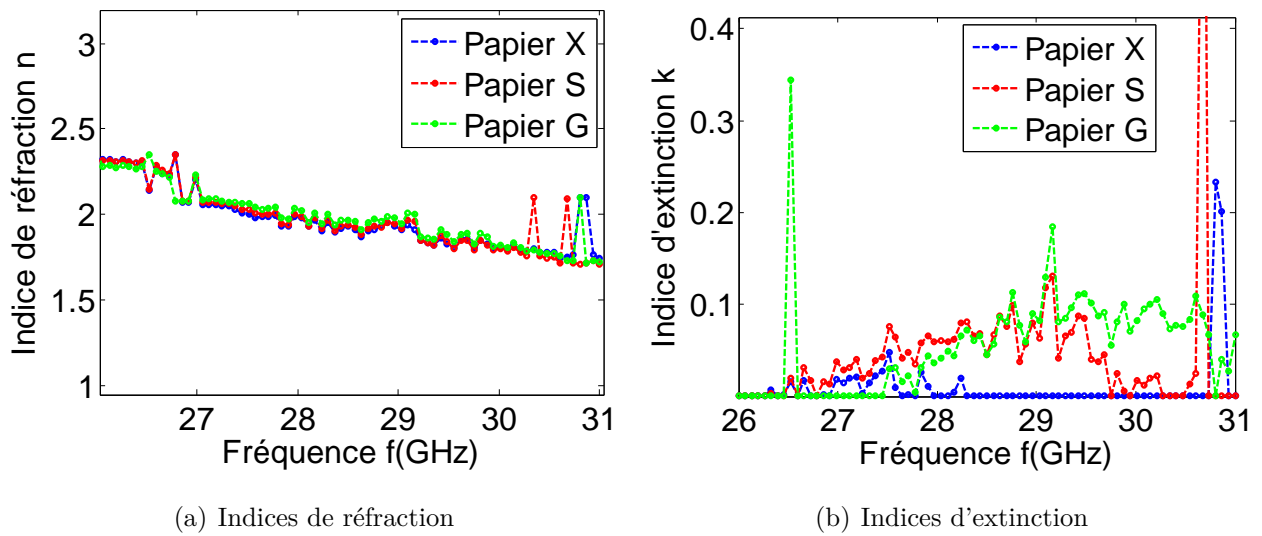 Indice de réfraction n
3
2.5
2
1.5
1
27
28
29
30
31
Fréquence f(GHz)
Papier X
Papier S
Papier G
(a) Indices de réfraction
Indice d'extinction k
0.4
0.3
0.2
0.1
26
27
28
29
30
31
Fréquence f(GHz)
Papier X
Papier S
Papier G
(b) Indices d'extinction